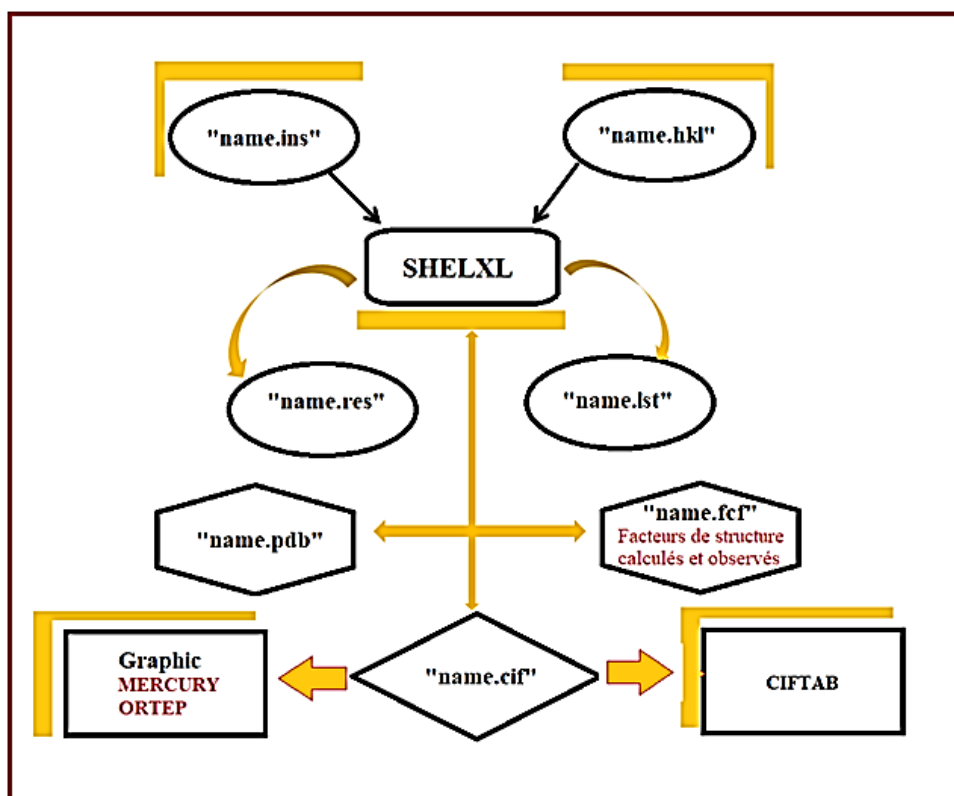 "name.ins"
"name.hkl"
SHELXL
"name.res"
"name.lst"
"name.pdb"
"name.fcf"
Facteurs de structure
calculés et observés
Graphic
MERCURY
ORTEP
"name.cif"
CIFTAB